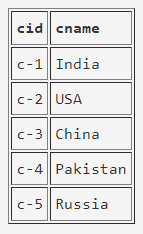 cid cname
c-1 India
c-2 USA
c-3 China
c-4 Pakistan
c-5 Russia